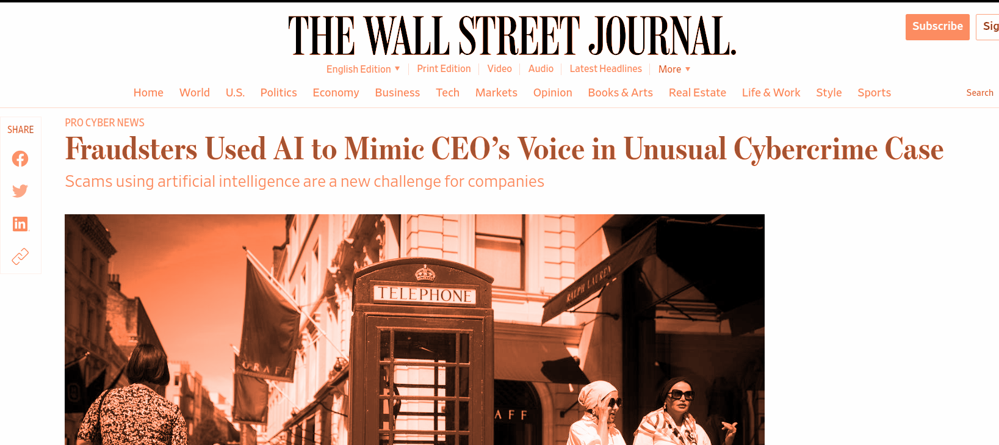 THE WALL STREET JOURNAL.
Subscribe
Sig
English Edition ▼ Print Edition Video Audio Latest Headlines More ▼
Home World U.S. Politics Economy Business Tech Markets Opinion Books & Arts Real Estate Life & Work Style Sports
Search
SHARE
PRO CYBER NEWS
Fraudsters Used AI to Mimic CEO’s Voice in Unusual Cybercrime Case
Scams using artificial intelligence are a new challenge for companies
TELEPHONE
RALPH LAUREN
GRAFF
AFF